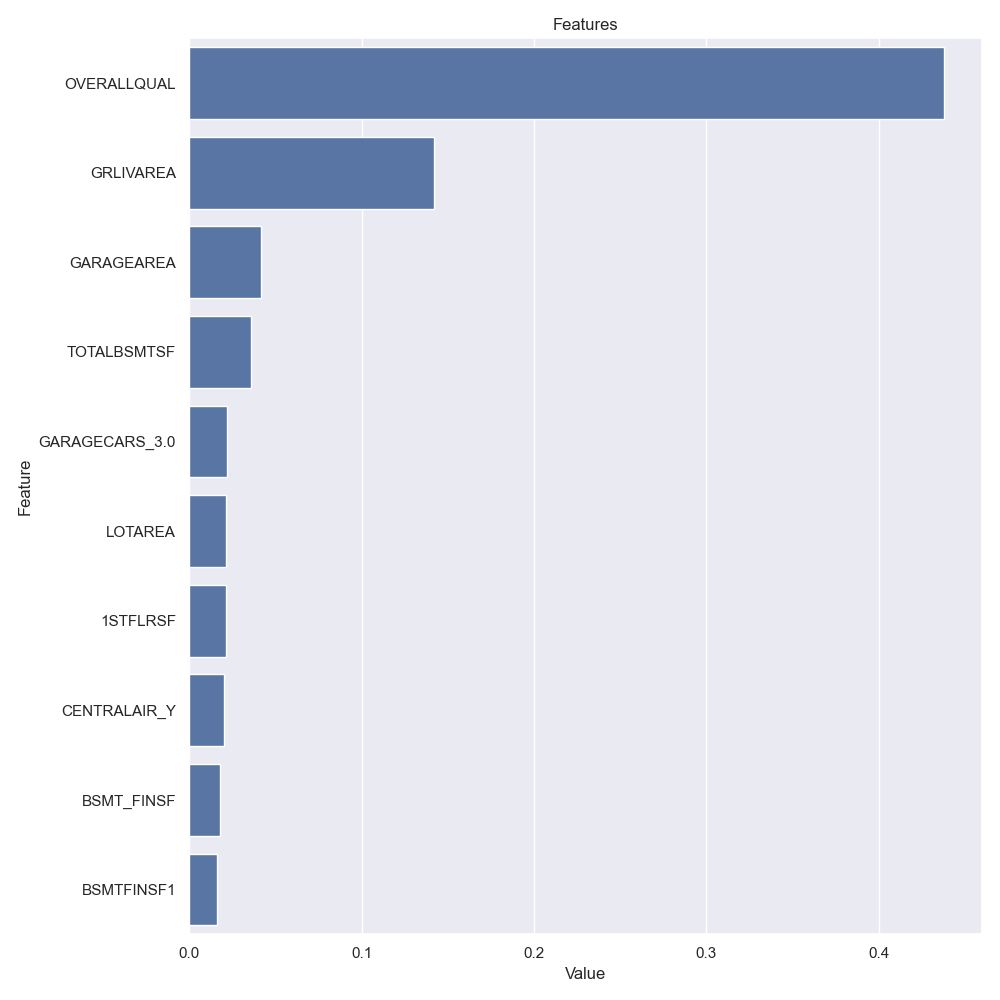 Features
OVERALLQUAL
GRLIVAREA
GARAGEAREA
TOTALBSMTSF
GARAGECARS_3.0
LOTAREA
1STFLRSF
CENTRALAIR_Y
BSMT_FINSF
BSMTFINSF1
Feature
0.0 0.1 0.2 0.3 0.4
Value